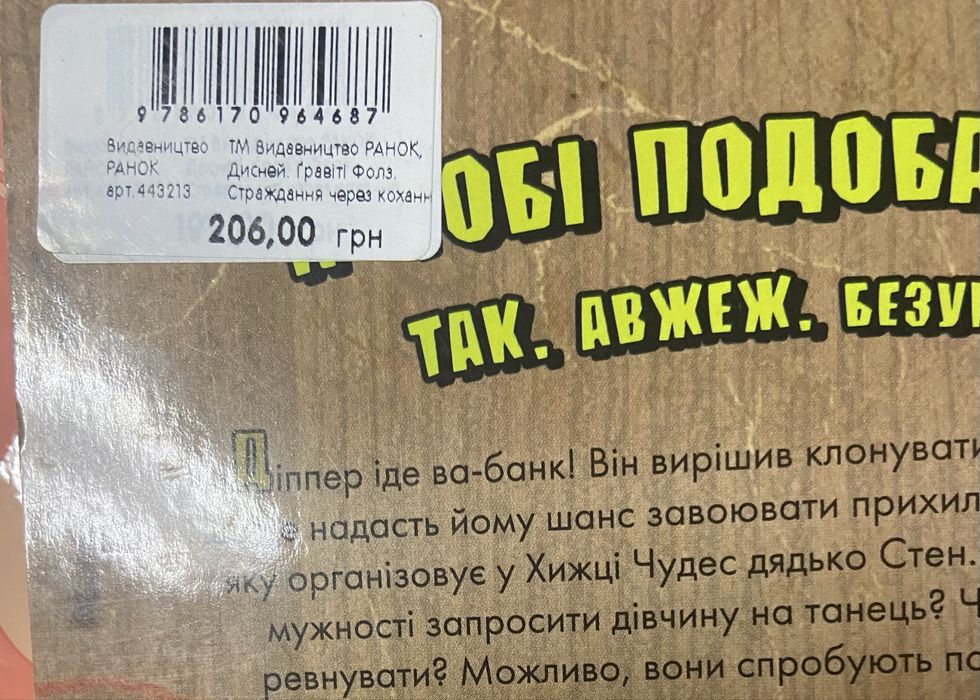 9 786170 964687
Видавництво ТМ Видавництво РАНОК,
РАНОК Дисней. Ґравіті Фолз.
арт.443213 Страждання через кохан
206,00 грн
ОБІ ПОДОБА
ТАК. АВЖЕЖ. БЕЗУ
Діппер іде ва-банк! Він вирішив клонувати
надасть йому шанс завоювати прихил
яку організовує у Хижці Чудес дядько Стен.
мужності запросити дівчину на танець? Ч
ревнувати? Можливо, вони спробують по